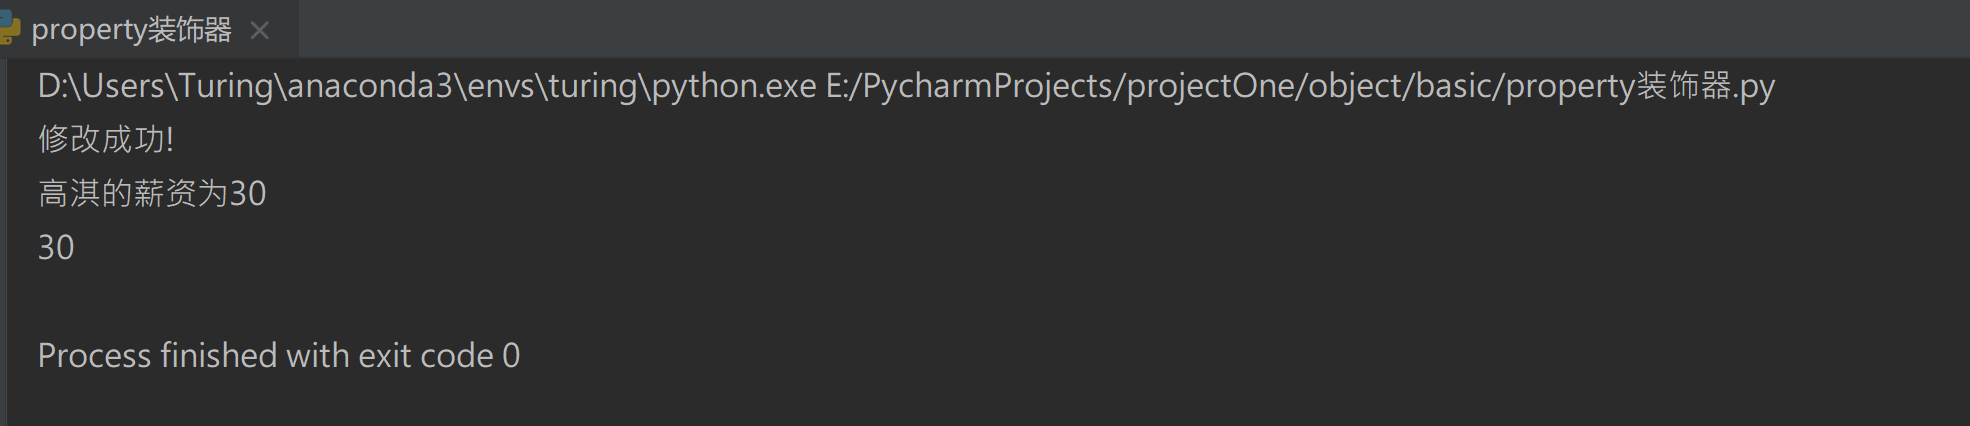 property装饰器
D:\Users\Turing\anaconda3\envs\turing\python.exe E:/PycharmProjects/projectOne/object/basic/property装饰器.py
修改成功!
高淇的薪资为30
30
Process finished with exit code 0